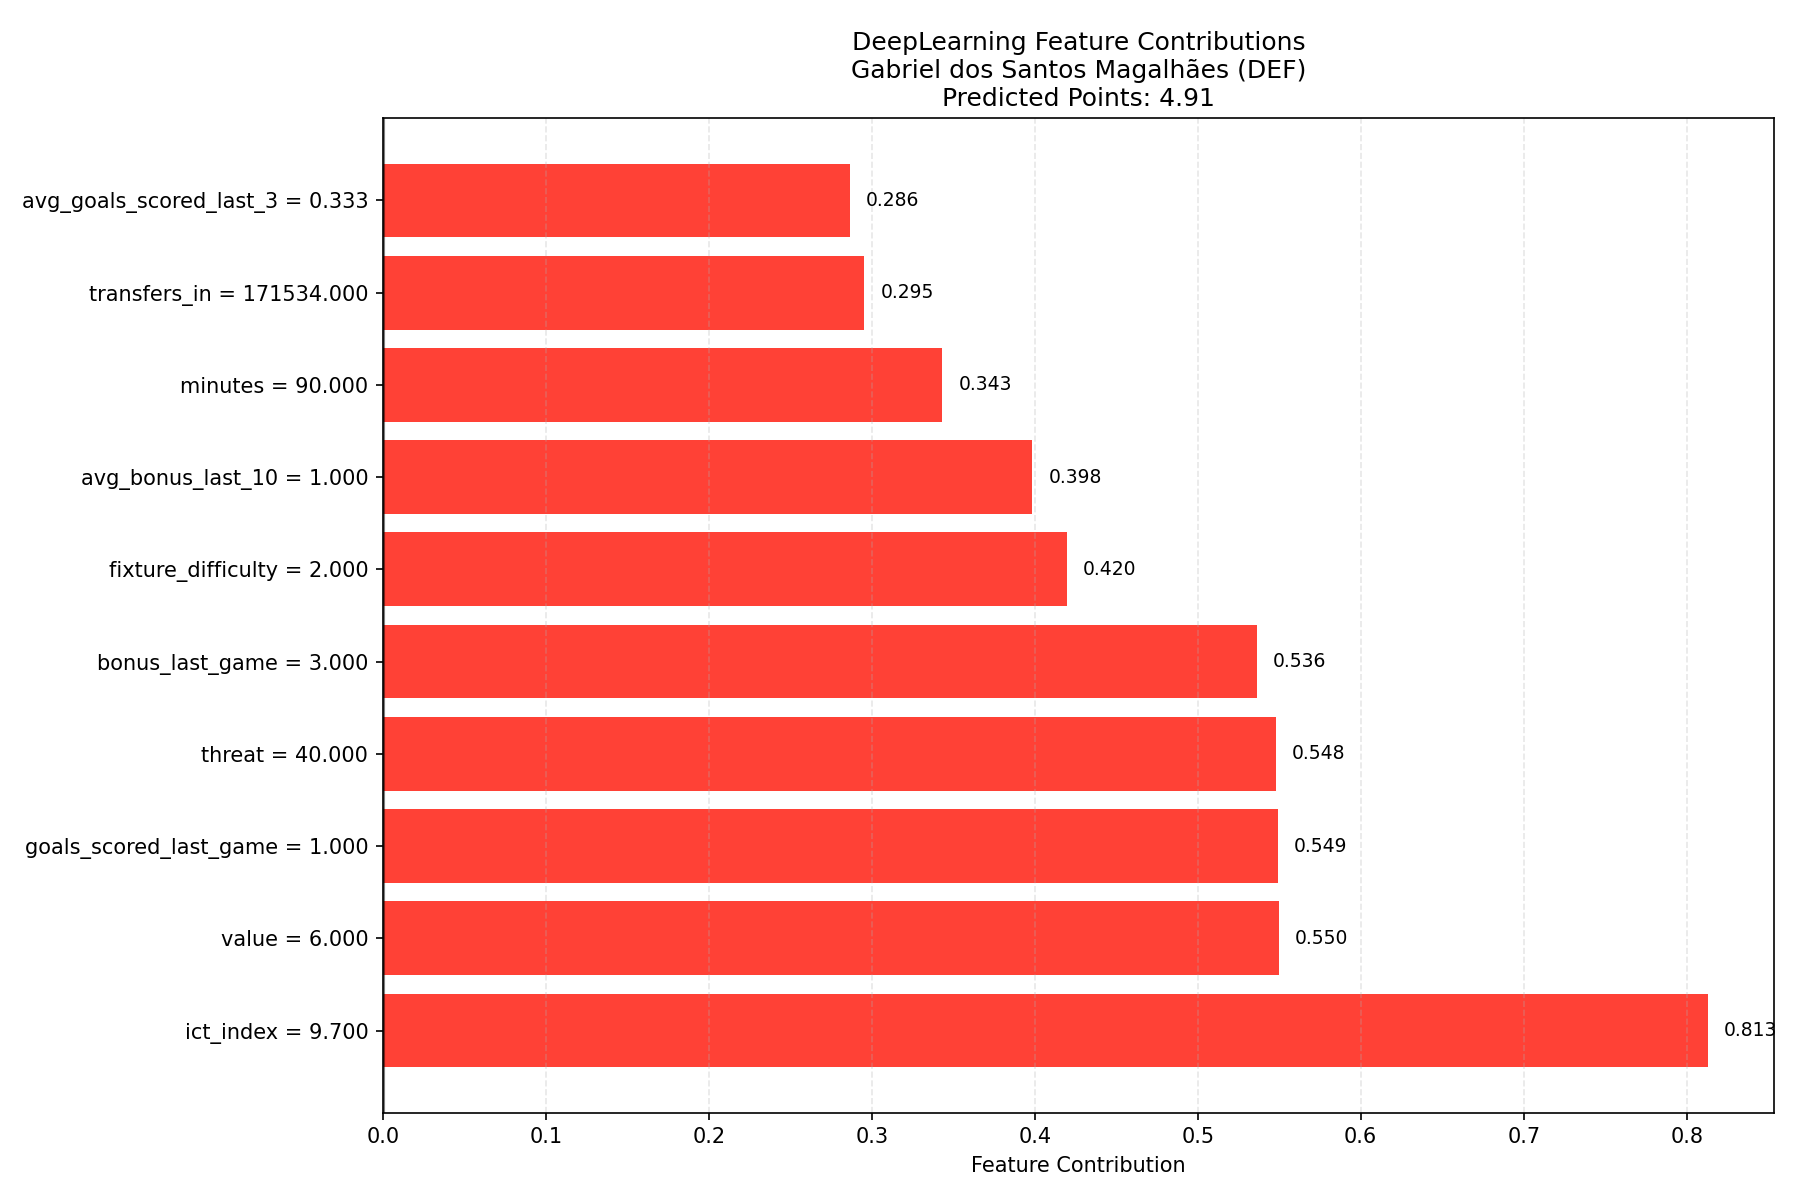 DeepLearning Feature Contributions
Gabriel dos Santos Magalhães (DEF)
Predicted Points: 4.91
avg_goals_scored_last_3 = 0.333
0.286
transfers_in = 171534.000
0.295
minutes = 90.000
0.343
avg_bonus_last_10 = 1.000
0.398
fixture_difficulty = 2.000
0.420
bonus_last_game = 3.000
0.536
threat = 40.000
0.548
goals_scored_last_game = 1.000
0.549
value = 6.000
0.550
ict_index = 9.700
0.813
0.0 0.1 0.2 0.3 0.4 0.5 0.6 0.7 0.8
Feature Contribution